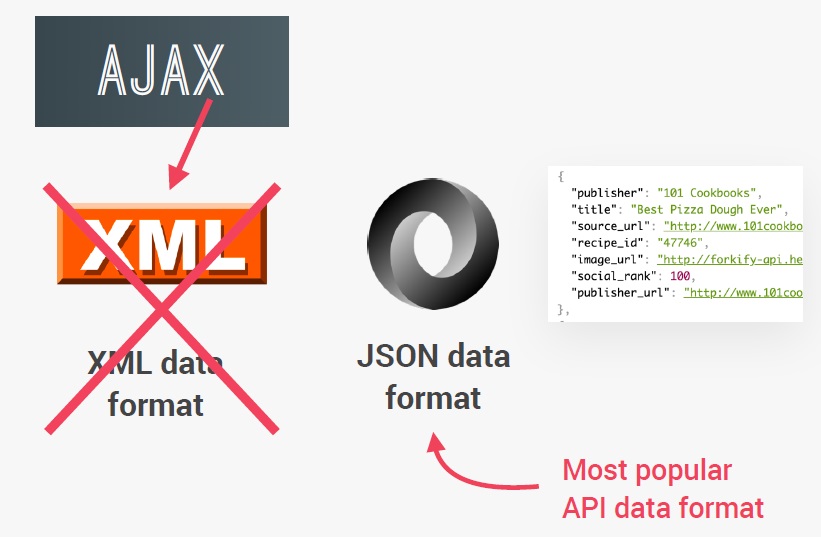 AJAX
XML
XML data
format
JSON data
format
{
"publisher": "101 Cookbooks",
"title": "Best Pizza Dough Ever",
"source_url": "http://www.101cookbo
"recipe_id": "47746",
"image_url": "http://forkify-api.he
"social_rank": 100,
"publisher_url": "http://www.101coo
},
Most popular
API data format